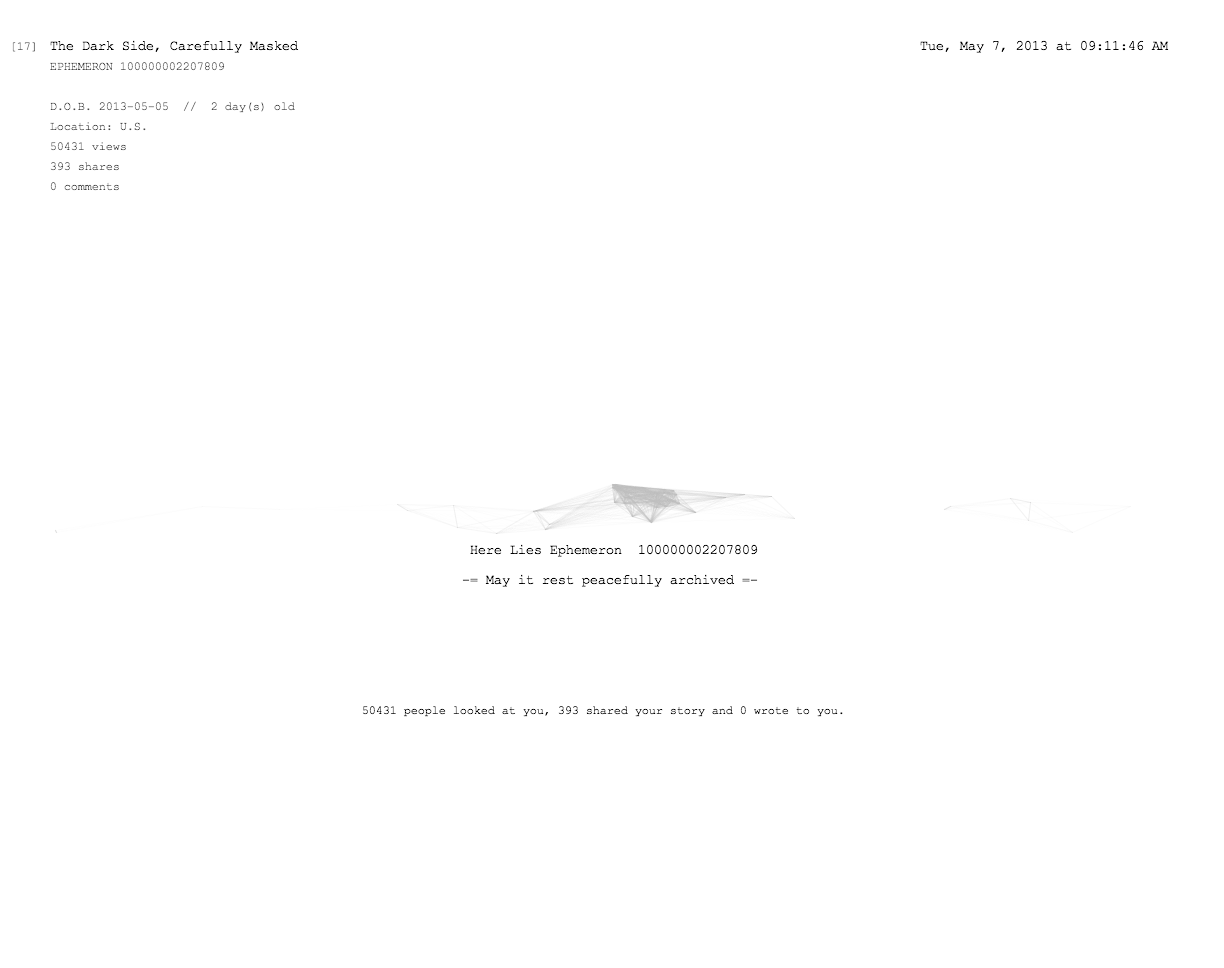 [17] The Dark Side, Carefully Masked
Tue, May 7, 2013 at 09:11:46 AM
EPHEMERON 100000002207809
D.O.B. 2013-05-05 // 2 day(s) old
Location: U.S.
50431 views
393 shares
0 comments
Here Lies Ephemeron 100000002207809
-= May it rest peacefully archived =-
50431 people looked at you, 393 shared your story and 0 wrote to you.